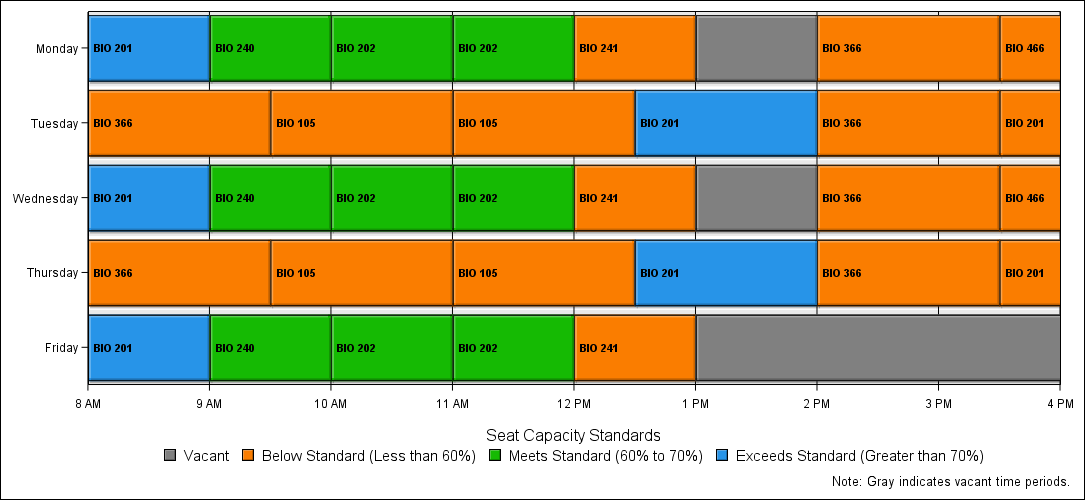 Monday
BIO 201 BIO 240 BIO 202 BIO 202 BIO 241 BIO 366 BIO 466
Tuesday
BIO 366 BIO 105 BIO 105 BIO 201 BIO 366 BIO 201
Wednesday
BIO 201 BIO 240 BIO 202 BIO 202 BIO 241 BIO 366 BIO 466
Thursday
BIO 366 BIO 105 BIO 105 BIO 201 BIO 366 BIO 201
Friday
BIO 201 BIO 240 BIO 202 BIO 202 BIO 241
8 AM 9 AM 10 AM 11 AM 12 PM 1 PM 2 PM 3 PM 4 PM
Seat Capacity Standards
Vacant Below Standard (Less than 60%) Meets Standard (60% to 70%) Exceeds Standard (Greater than 70%)
Note: Gray indicates vacant time periods.